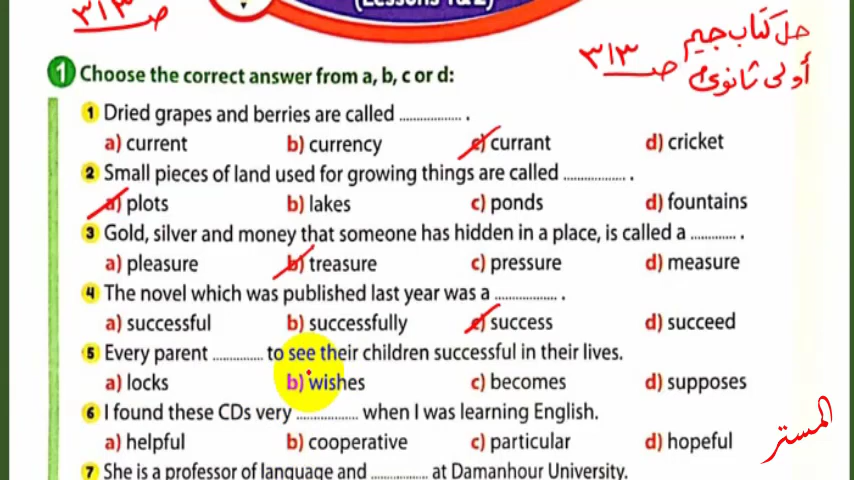 (Lessons 1 & 2)
صـ ٣١٣
حل كتاب جيم
أولى ثانوى صـ ٣١٣
1 Choose the correct answer from a, b, c or d:
1 Dried grapes and berries are called .............. .
a) current b) currency c) currant d) cricket
2 Small pieces of land used for growing things are called .............. .
a) plots b) lakes c) ponds d) fountains
3 Gold, silver and money that someone has hidden in a place, is called a .............. .
a) pleasure b) treasure c) pressure d) measure
4 The novel which was published last year was a .............. .
a) successful b) successfully c) success d) succeed
5 Every parent .............. to see their children successful in their lives.
a) locks b) wishes c) becomes d) supposes
6 I found these CDs very .............. when I was learning English.
a) helpful b) cooperative c) particular d) hopeful
المستر
7 She is a professor of language and .............. at Damanhour University.